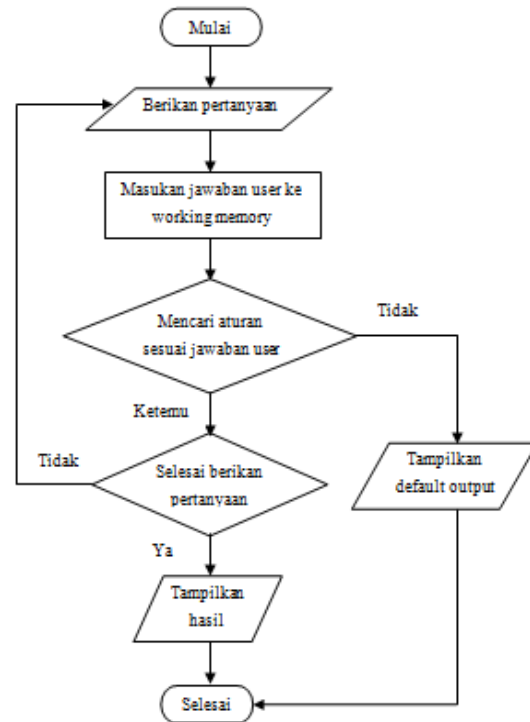 Mulai
Berikan pertanyaan
Masukan jawaban user ke
working memory
Mencari aturan
sesuai jawaban user
Tidak
Ketemu
Tidak
Selesai berikan
pertanyaan
Tampilkan
default output
Ya
Tampilkan
hasil
Selesai